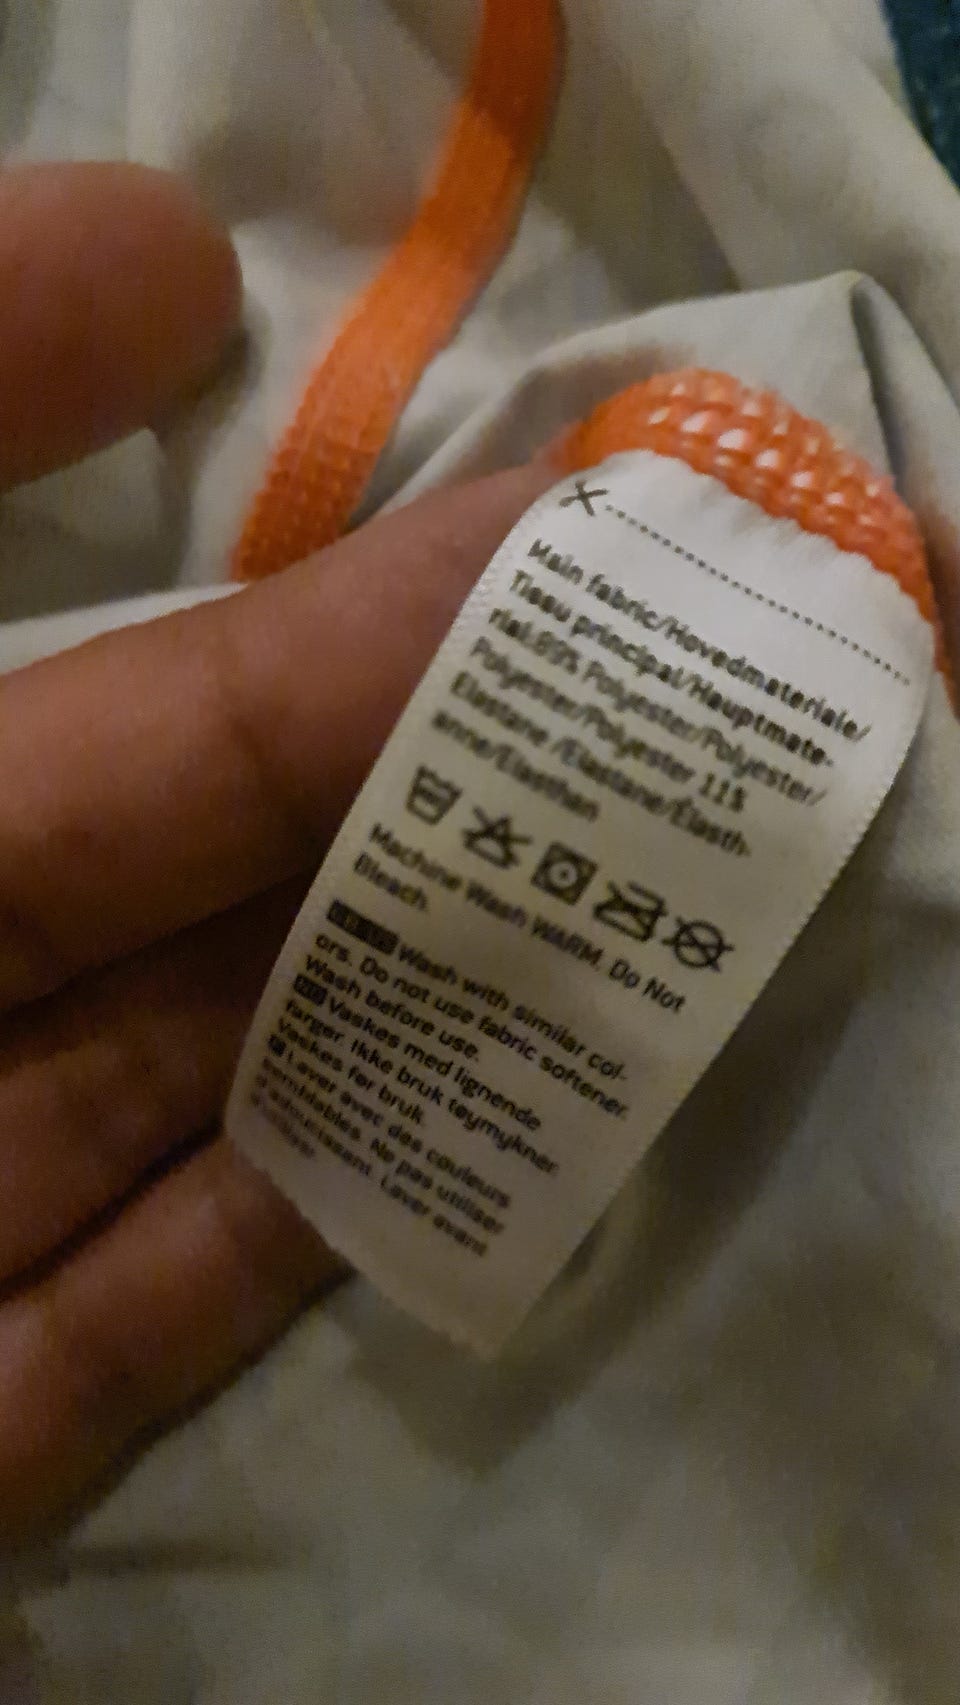 Main fabric/Hovedmateriale/
Tissu principal/Hauptmate-
rial:89% Polyester/Polyester/
Polyester/Polyester 11%
Elastane /Elastane/Élasth-
anne/Elasthan
Machine Wash WARM, Do Not
Bleach.
Wash with similar col-
ors. Do not use fabric softener.
Wash before use.
NO Vaskes med lignende
farger. Ikke bruk tøymykner.
Vaskes før bruk.
Laver avec des couleurs
semblables. Ne pas utiliser
adoucissant. Laver avant